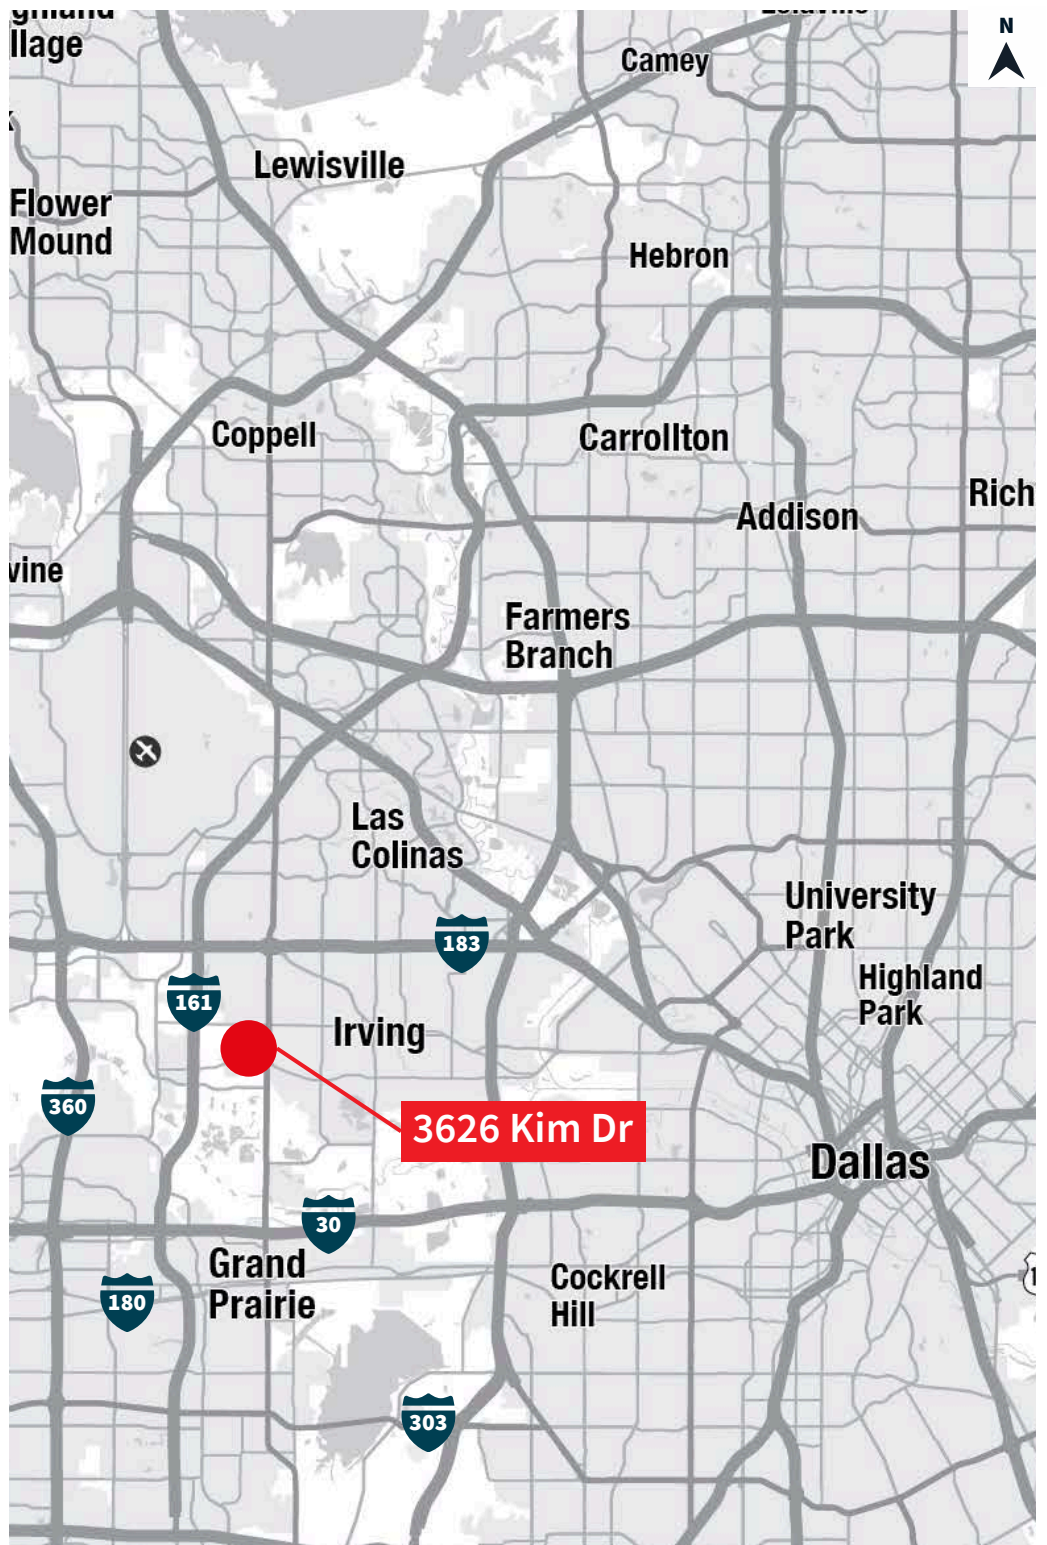 llage
N
Camey
Lewisville
Flower
Mound
Hebron
Coppell
Carrollton
Rich
Addison
vine
Farmers
Branch
Las
Colinas
University
Park
183
Highland
Park
161
Irving
360
3626 Kim Dr
Dallas
30
Grand
Prairie
Cockrell
Hill
180
303